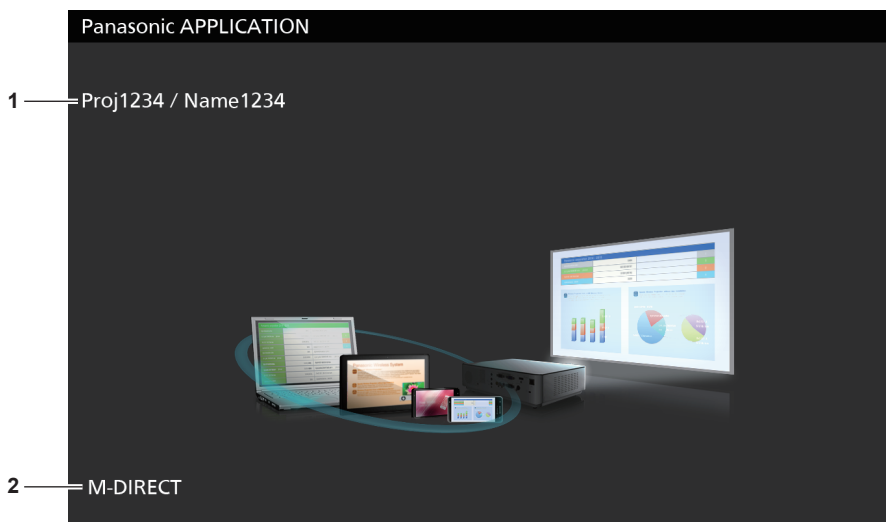 Panasonic APPLICATION
1
Proj1234 / Name1234
2
M-DIRECT